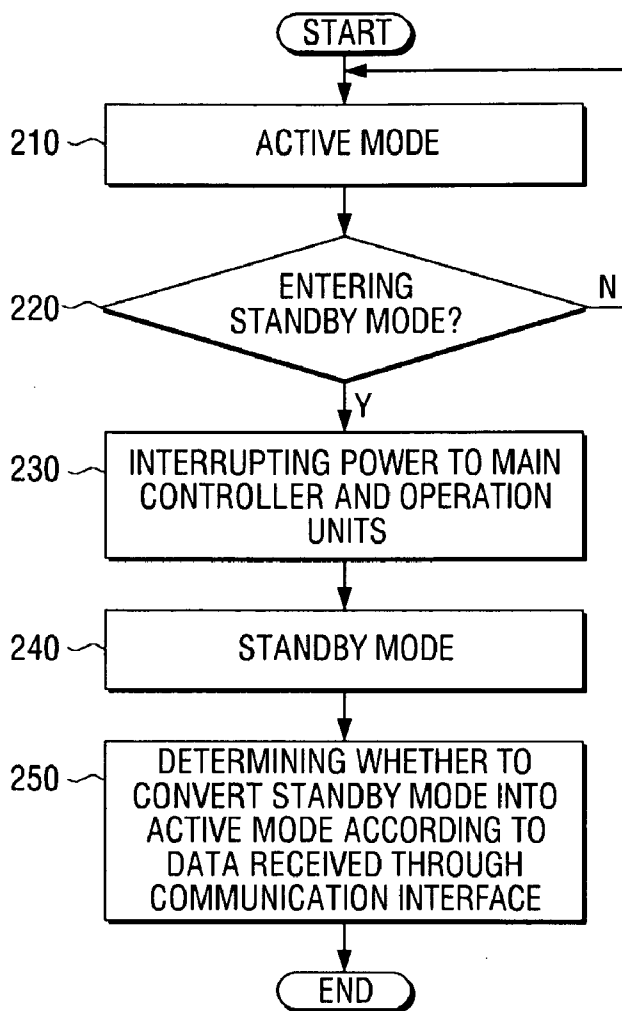 START
210
ACTIVE MODE
220
ENTERING
STANDBY MODE?
N
Y
230
INTERRUPTING POWER TO MAIN
CONTROLLER AND OPERATION
UNITS
240
STANDBY MODE
250
DETERMINING WHETHER TO
CONVERT STANDBY MODE INTO
ACTIVE MODE ACCORDING TO
DATA RECEIVED THROUGH
COMMUNICATION INTERFACE
END